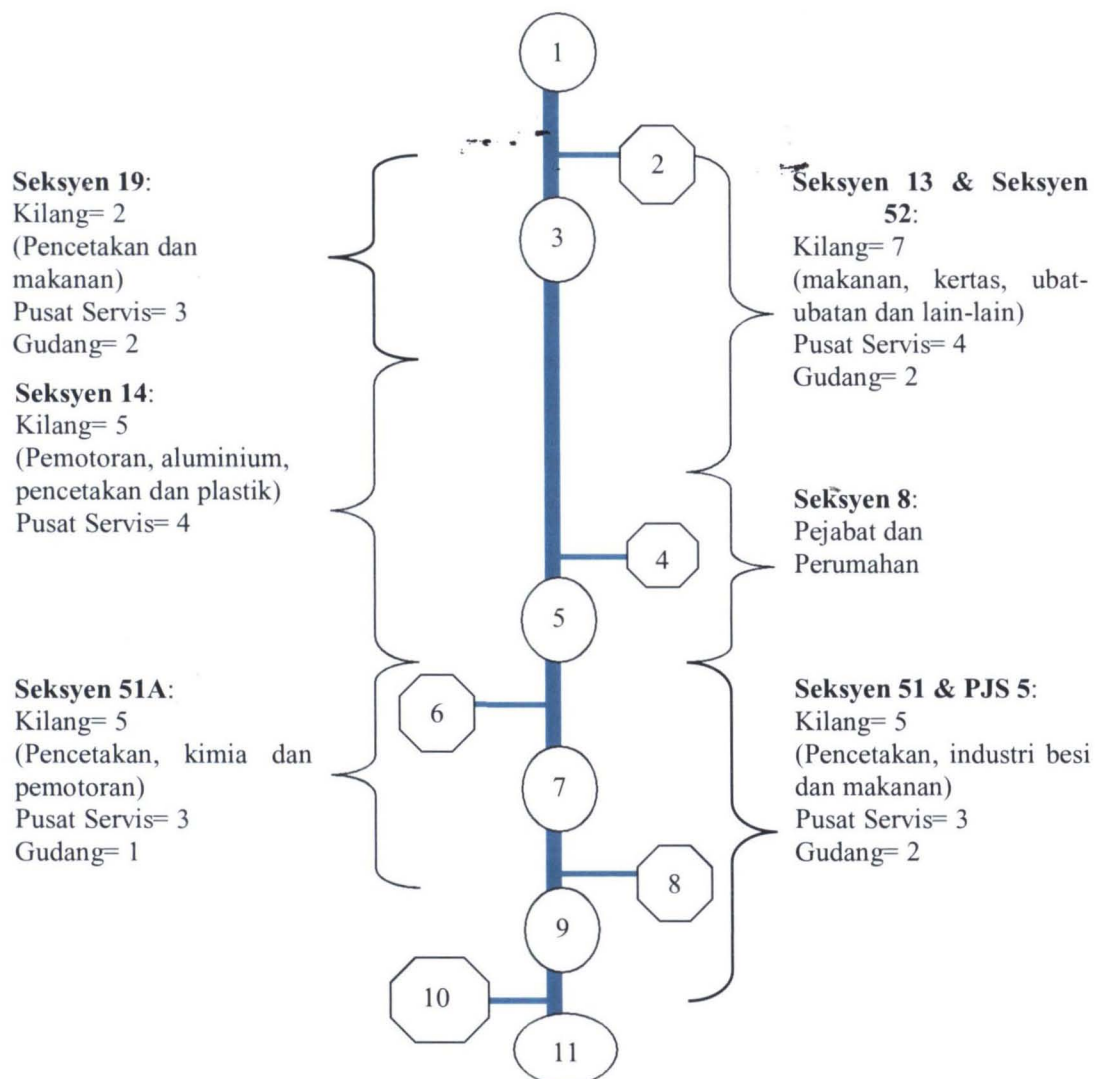 1
2
3
Seksyen 19:
Kilang= 2
(Pencetakan dan
makanan)
Pusat Servis= 3
Gudang= 2
Seksyen 13 & Seksyen
52:
Kilang= 7
(makanan, kertas, ubat-
ubatan dan lain-lain)
Pusat Servis= 4
Gudang= 2
Seksyen 14:
Kilang= 5
(Pemotoran, aluminium,
pencetakan dan plastik)
Pusat Servis= 4
Seksyen 8:
Pejabat dan
Perumahan
4
5
6
7
Seksyen 51A:
Kilang= 5
(Pencetakan, kimia dan
pemotoran)
Pusat Servis= 3
Gudang= 1
Seksyen 51 & PJS 5:
Kilang= 5
(Pencetakan, industri besi
dan makanan)
Pusat Servis= 3
Gudang= 2
8
9
10
11